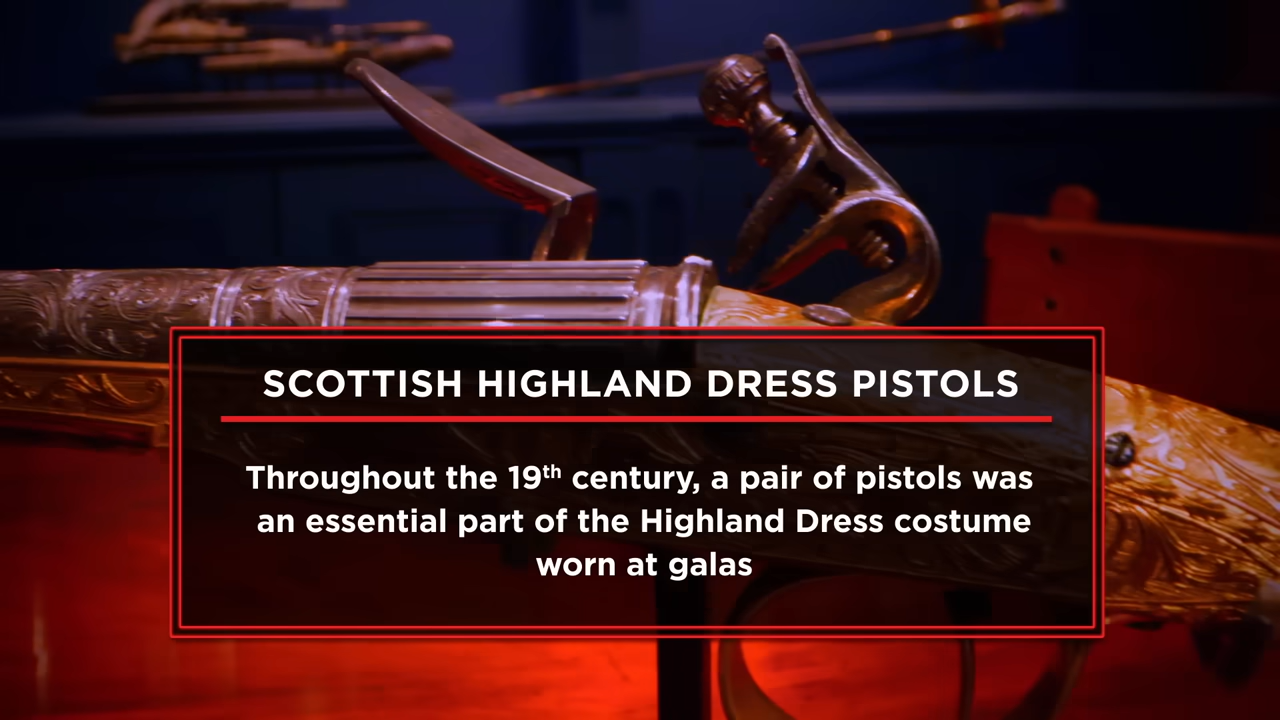 SCOTTISH HIGHLAND DRESS PISTOLS
Throughout the 19th century, a pair of pistols was
an essential part of the Highland Dress costume
worn at galas